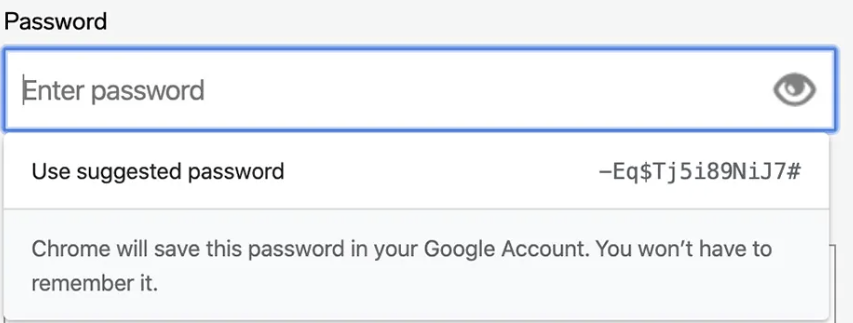 Password
Enter password
Use suggested password –Eq$Tj5i89NiJ7#
Chrome will save this password in your Google Account. You won’t have to
remember it.